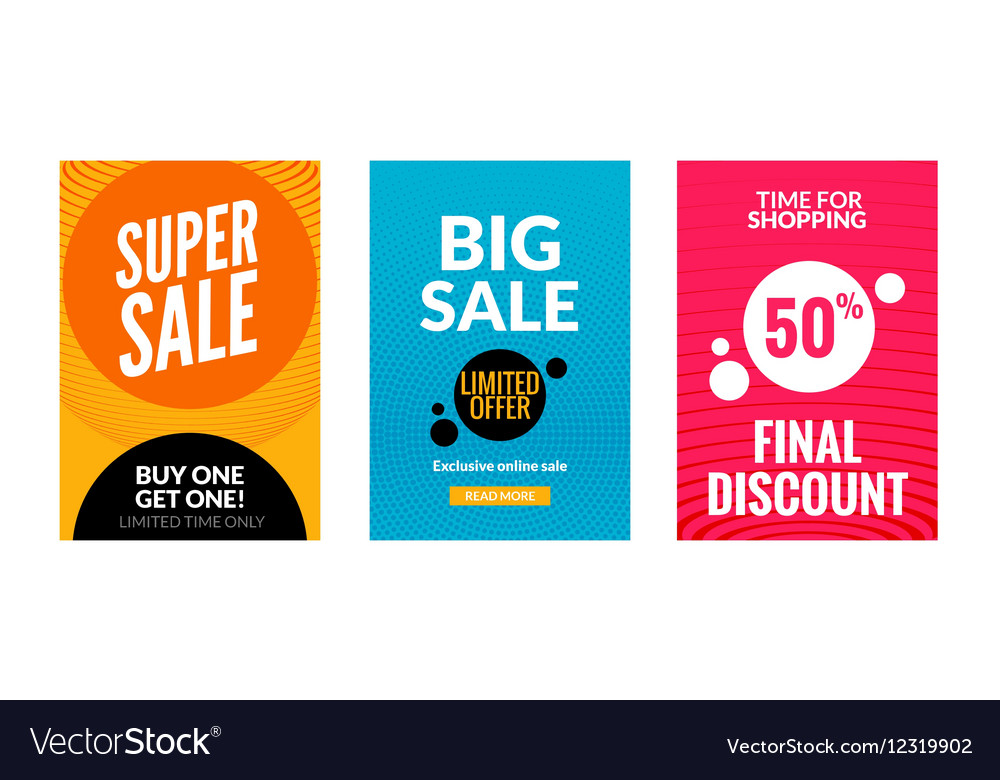 SUPER
SALE
BUY ONE
GET ONE!
LIMITED TIME ONLY
BIG
SALE
LIMITED
OFFER
Exclusive online sale
READ MORE
TIME FOR
SHOPPING
50%
FINAL
DISCOUNT
VectorStock®
VectorStock.com/12319902